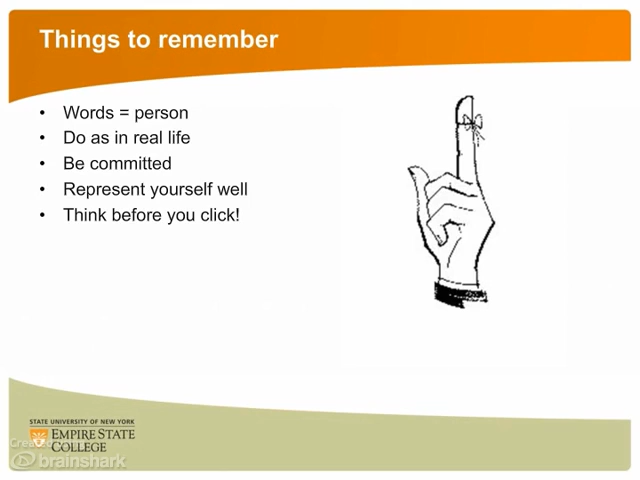 Things to remember
• Words = person
• Do as in real life
• Be committed
• Represent yourself well
• Think before you click!
STATE UNIVERSITY OF NEW YORK
EMPIRE STATE
COLLEGE
brainshark